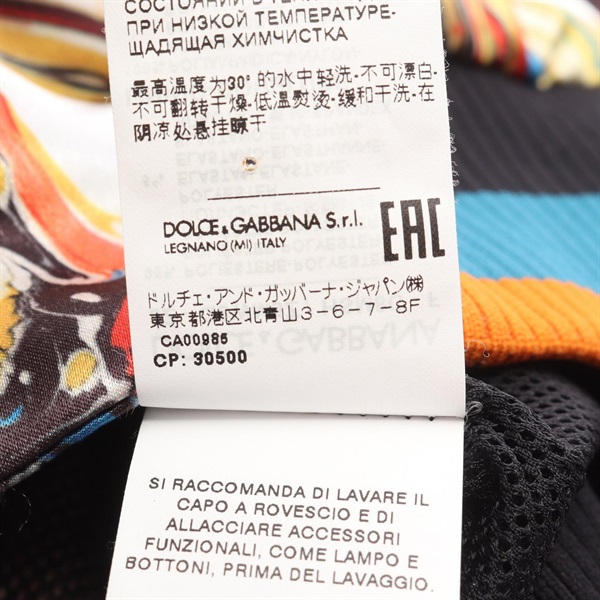 СОСТОЯНИИ В ТЕНИ
ПРИ НИЗКОЙ ТЕМПЕРАТУРЕ-
ЩАДЯЩАЯ ХИМЧИСТКА
最高温度为30°的水中轻洗-不可漂白-
不可翻转干燥-低温熨烫-缓和干洗-在
阴凉处悬挂晾干
DOLCE & GABBANA S.r.l.
LEGNANO (MI) ITALY
EAC
ドルチェ・アンド・ガッバーナ・ジャパン(株)
東京都港区北青山3-6-7-8F
CA00985
CP: 30500
SI RACCOMANDA DI LAVARE IL
CAPO A ROVESCIO E DI
ALLACCIARE ACCESSORI
FUNZIONALI, COME LAMPO E
BOTTONI, PRIMA DEL LAVAGGIO.